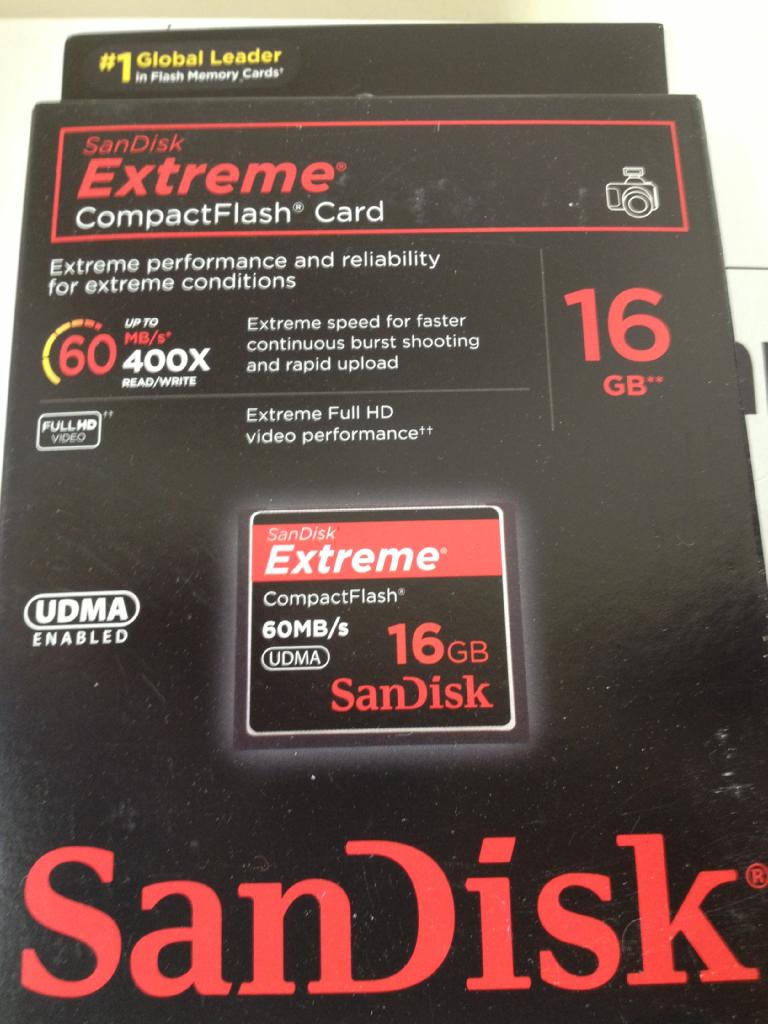 #1 Global Leader
in Flash Memory Cards†
SanDisk
Extreme®
CompactFlash® Card
Extreme performance and reliability
for extreme conditions
60
UP TO
MB/s*
400X
READ/WRITE
Extreme speed for faster
continuous burst shooting
and rapid upload
16
GB**
FULL HD ††
VIDEO
Extreme Full HD
video performance††
UDMA
ENABLED
SanDisk
Extreme®
CompactFlash®
60MB/s
UDMA
16GB
SanDisk
SanDisk®